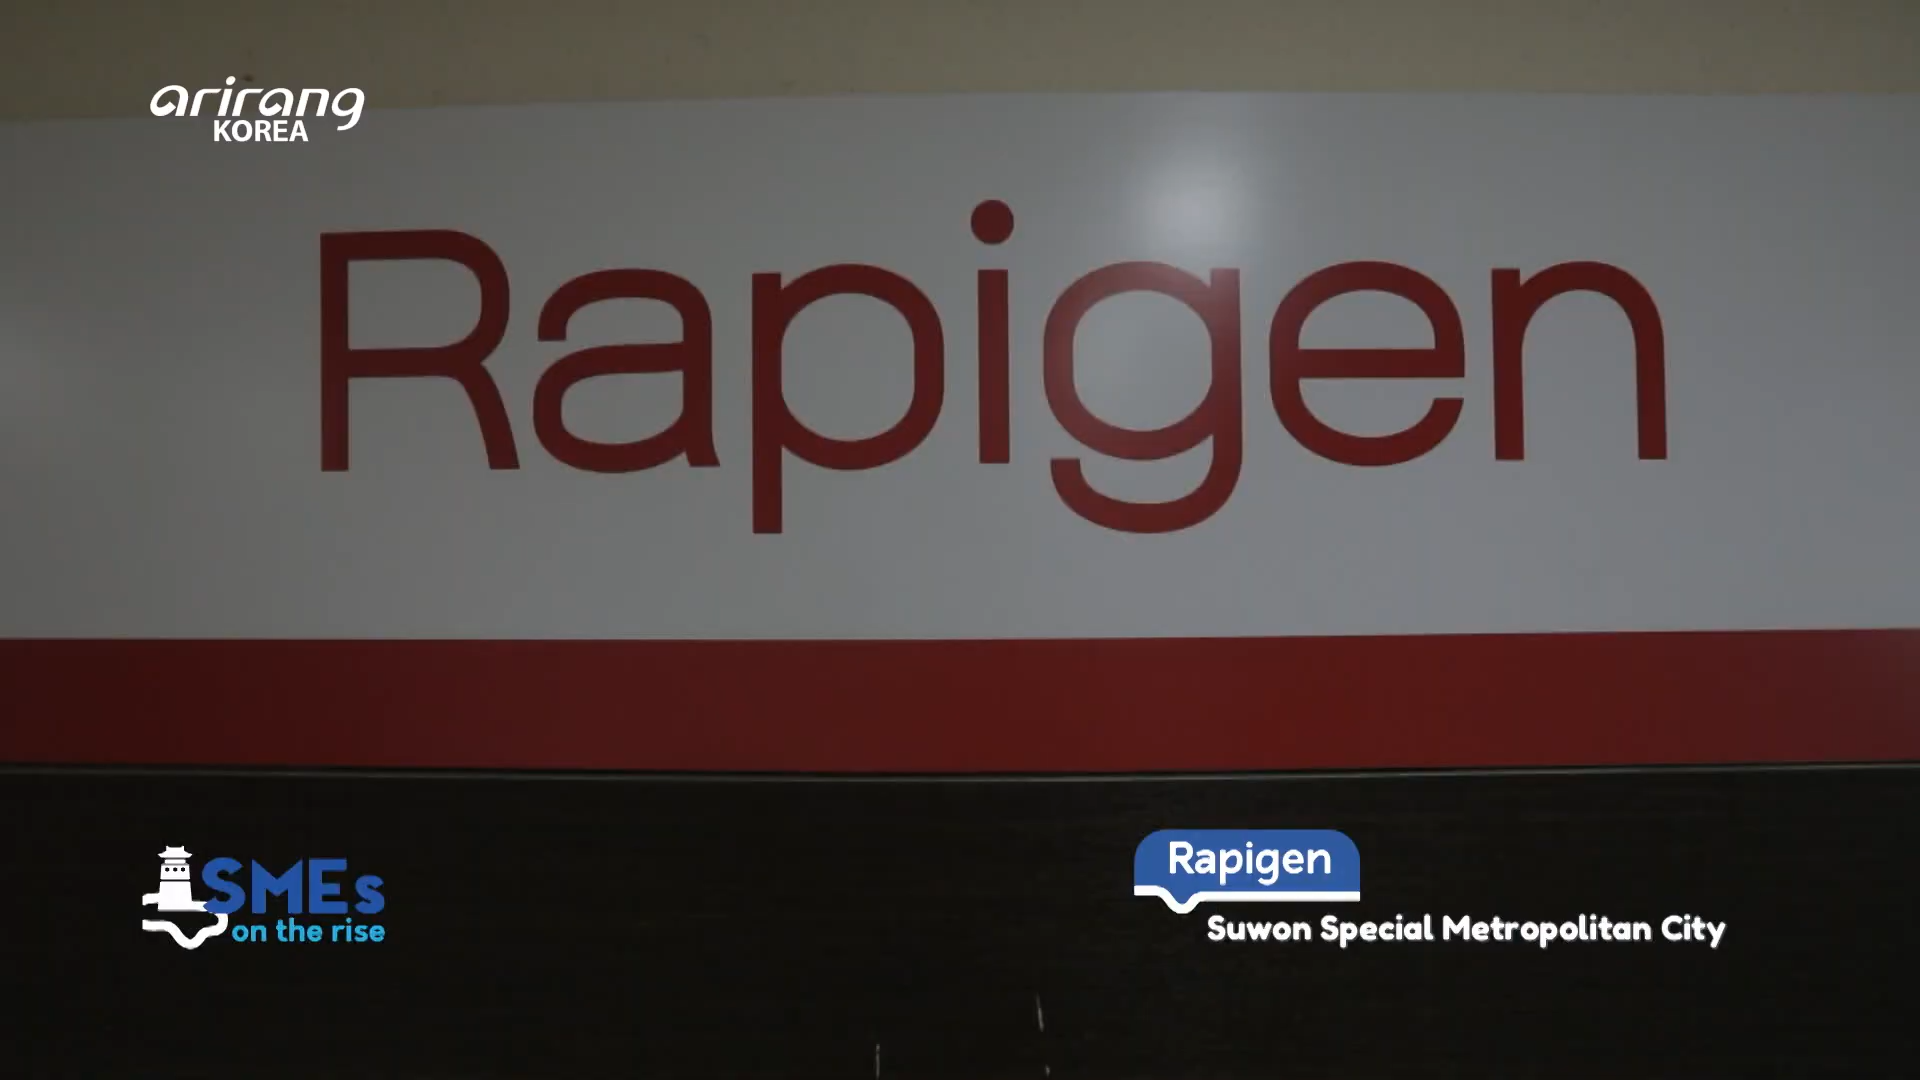 arirang
KOREA
Rapigen
SMEs
on the rise
Rapigen
Suwon Special Metropolitan City